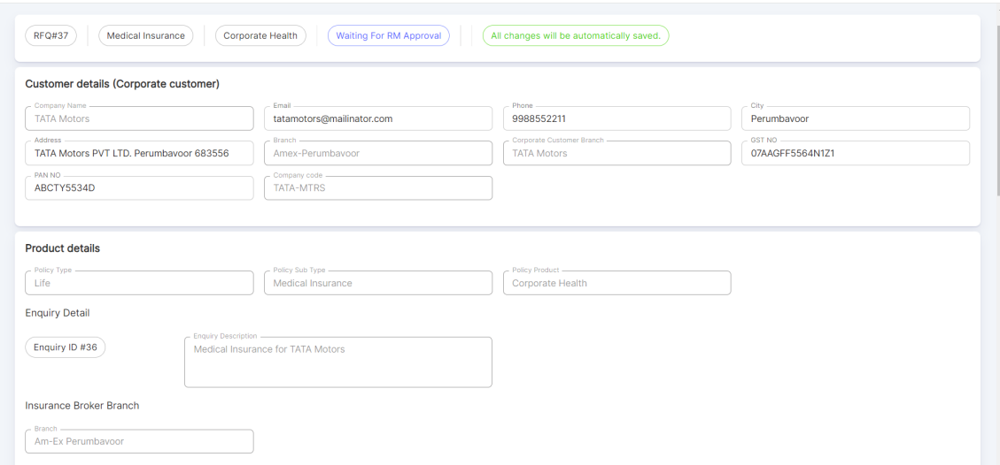 RFQ#37 Medical Insurance Corporate Health Waiting For RM Approval All changes will be automatically saved.
Customer details (Corporate customer)
Company Name Email Phone City
TATA Motors tatamotors@mailinator.com 9988552211 Perumbavoor
Address Branch Corporate Customer Branch GST NO
TATA Motors PVT LTD. Perumbavoor 683556 Amex-Perumbavoor TATA Motors 07AAGFF5564N1Z1
PAN NO Company code
ABCTY5534D TATA-MTRS
Product details
Policy Type Policy Sub Type Policy Product
Life Medical Insurance Corporate Health
Enquiry Detail
Enquiry Description
Enquiry ID #36 Medical Insurance for TATA Motors
Insurance Broker Branch
Branch
Am-Ex Perumbavoor